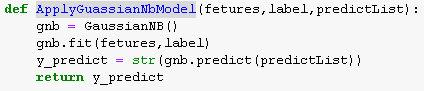 def ApplyGuassianNbModel(fetures,label,predictList):
    gnb = GaussianNB()
    gnb.fit(fetures,label)
    y_predict = str(gnb.predict(predictList))
    return y_predict